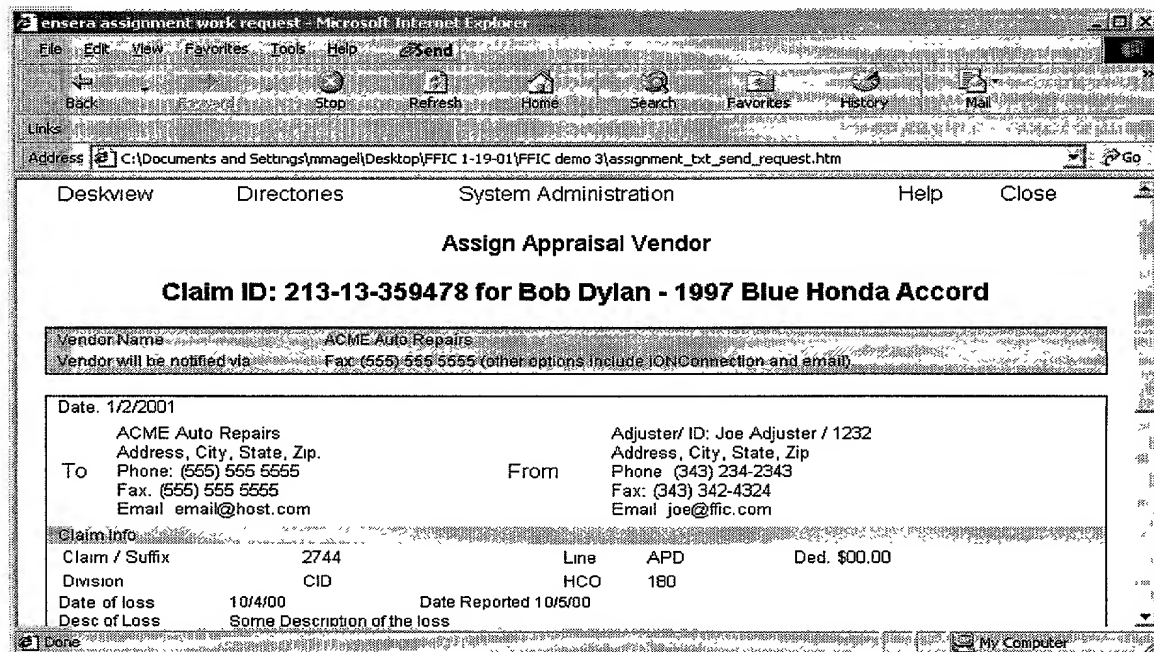 ensera assignment work request - Microsoft Internet Explorer
File Edit View Favorites Tools Help Send
Back Forward Stop Refresh Home Search Favorites History Mail
Links
Address C:\Documents and Settings\mmagel\Desktop\FFIC 1-19-01\FFIC demo 3\assignment_txt_send_request.htm Go
Deskview Directories System Administration Help Close
Assign Appraisal Vendor
Claim ID: 213-13-359478 for Bob Dylan - 1997 Blue Honda Accord
Vendor Name ACME Auto Repairs
Vendor will be notified via Fax: (555) 555 5555 (other options include IONConnection and email)
Date. 1/2/2001
ACME Auto Repairs Adjuster/ ID: Joe Adjuster / 1232
Address, City, State, Zip. Address, City, State, Zip
To Phone: (555) 555 5555 From Phone (343) 234-2343
Fax. (555) 555 5555 Fax: (343) 342-4324
Email email@host.com Email joe@ffic.com
Claim Info
Claim / Suffix 2744 Line APD Ded. $00.00
Division CID HCO 180
Date of loss 10/4/00 Date Reported 10/5/00
Desc of Loss Some Description of the loss
Done My Computer